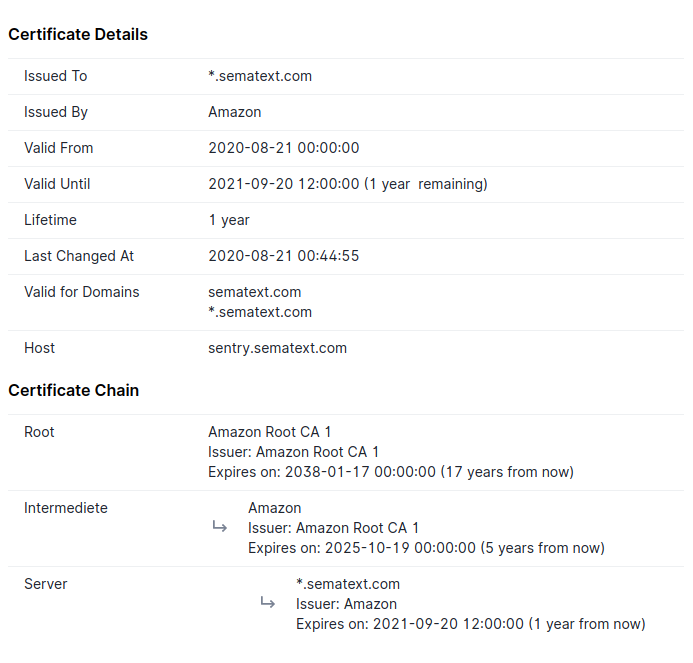 Certificate Details
Issued To *.sematext.com
Issued By Amazon
Valid From 2020-08-21 00:00:00
Valid Until 2021-09-20 12:00:00 (1 year  remaining)
Lifetime 1 year
Last Changed At 2020-08-21 00:44:55
Valid for Domains sematext.com
*.sematext.com
Host sentry.sematext.com
Certificate Chain
Root Amazon Root CA 1
Issuer: Amazon Root CA 1
Expires on: 2038-01-17 00:00:00 (17 years from now)
Intermediete Amazon
Issuer: Amazon Root CA 1
Expires on: 2025-10-19 00:00:00 (5 years from now)
Server *.sematext.com
Issuer: Amazon
Expires on: 2021-09-20 12:00:00 (1 year from now)